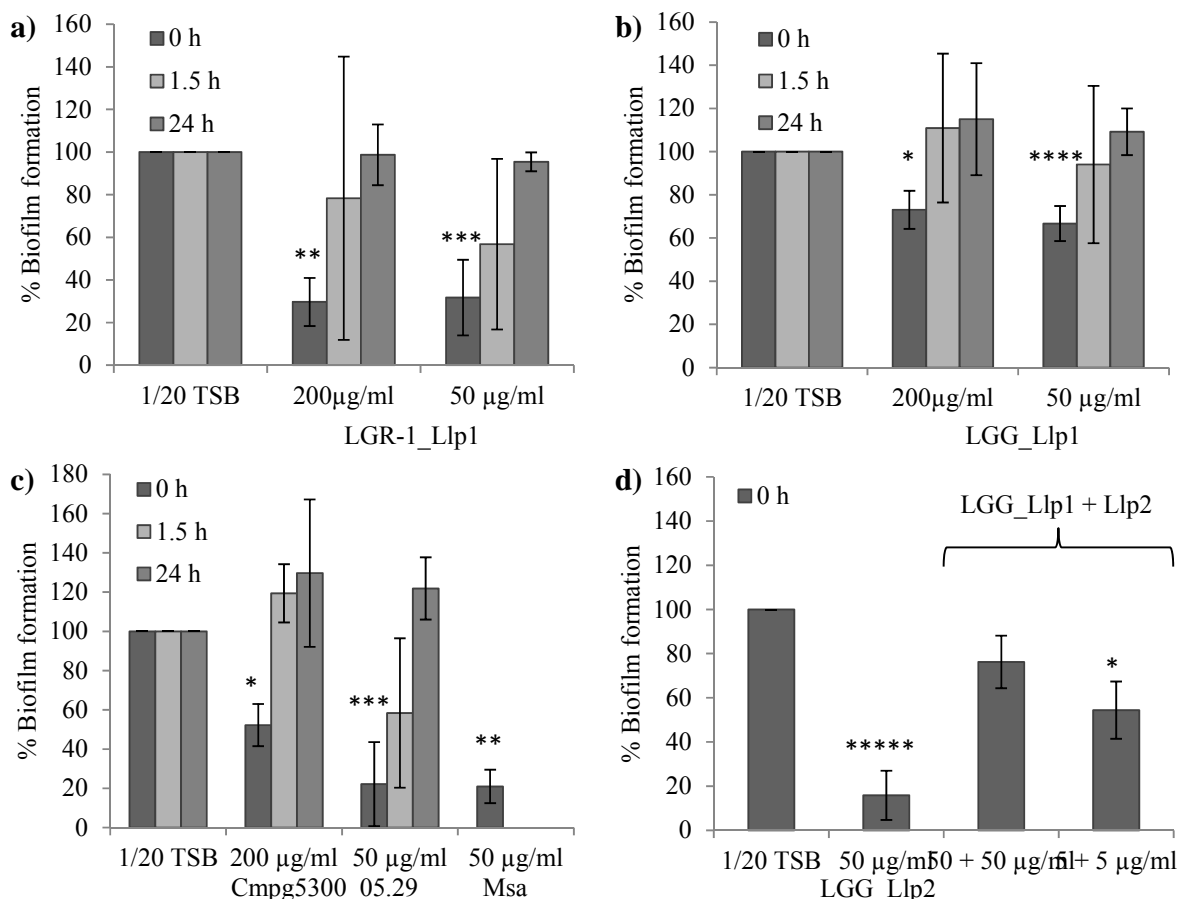 a)
% Biofilm formation
160
140
120
100
80
60
40
20
0
0 h
1.5 h
24 h
**
***
1/20 TSB 200µg/ml 50 µg/ml
LGR-1_Llp1
b)
% Biofilm formation
160
140
120
100
80
60
40
20
0
0 h
1.5 h
24 h
*
****
1/20 TSB 200µg/ml 50 µg/ml
LGG_Llp1
c)
% Biofilm formation
180
160
140
120
100
80
60
40
20
0
0 h
1.5 h
24 h
*
***
**
1/20 TSB 200 µg/ml 50 µg/ml 50 µg/ml
Cmpg5300_05.29 Msa
d)
% Biofilm formation
160
140
120
100
80
60
40
20
0
0 h
LGG_Llp1 + Llp2
*****
*
1/20 TSB 50 µg/ml 50 + 50 µg/ml 5 + 5 µg/ml
LGG_Llp2